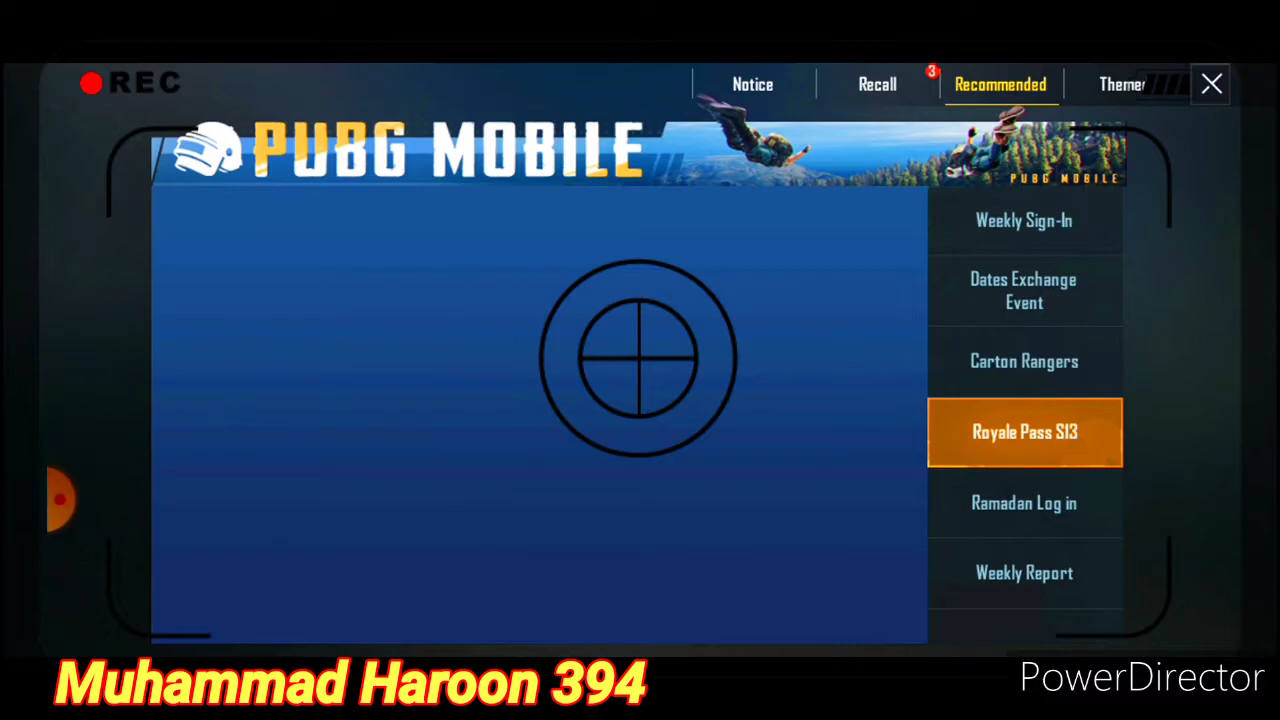 REC
Notice
Recall
3
Recommended
PUBG MOBILE
PUBG MOBILE
Weekly Sign-In
Dates Exchange
Event
Carton Rangers
Royale Pass S13
Ramadan Log in
Weekly Report
Muhammad Haroon 394
PowerDirector